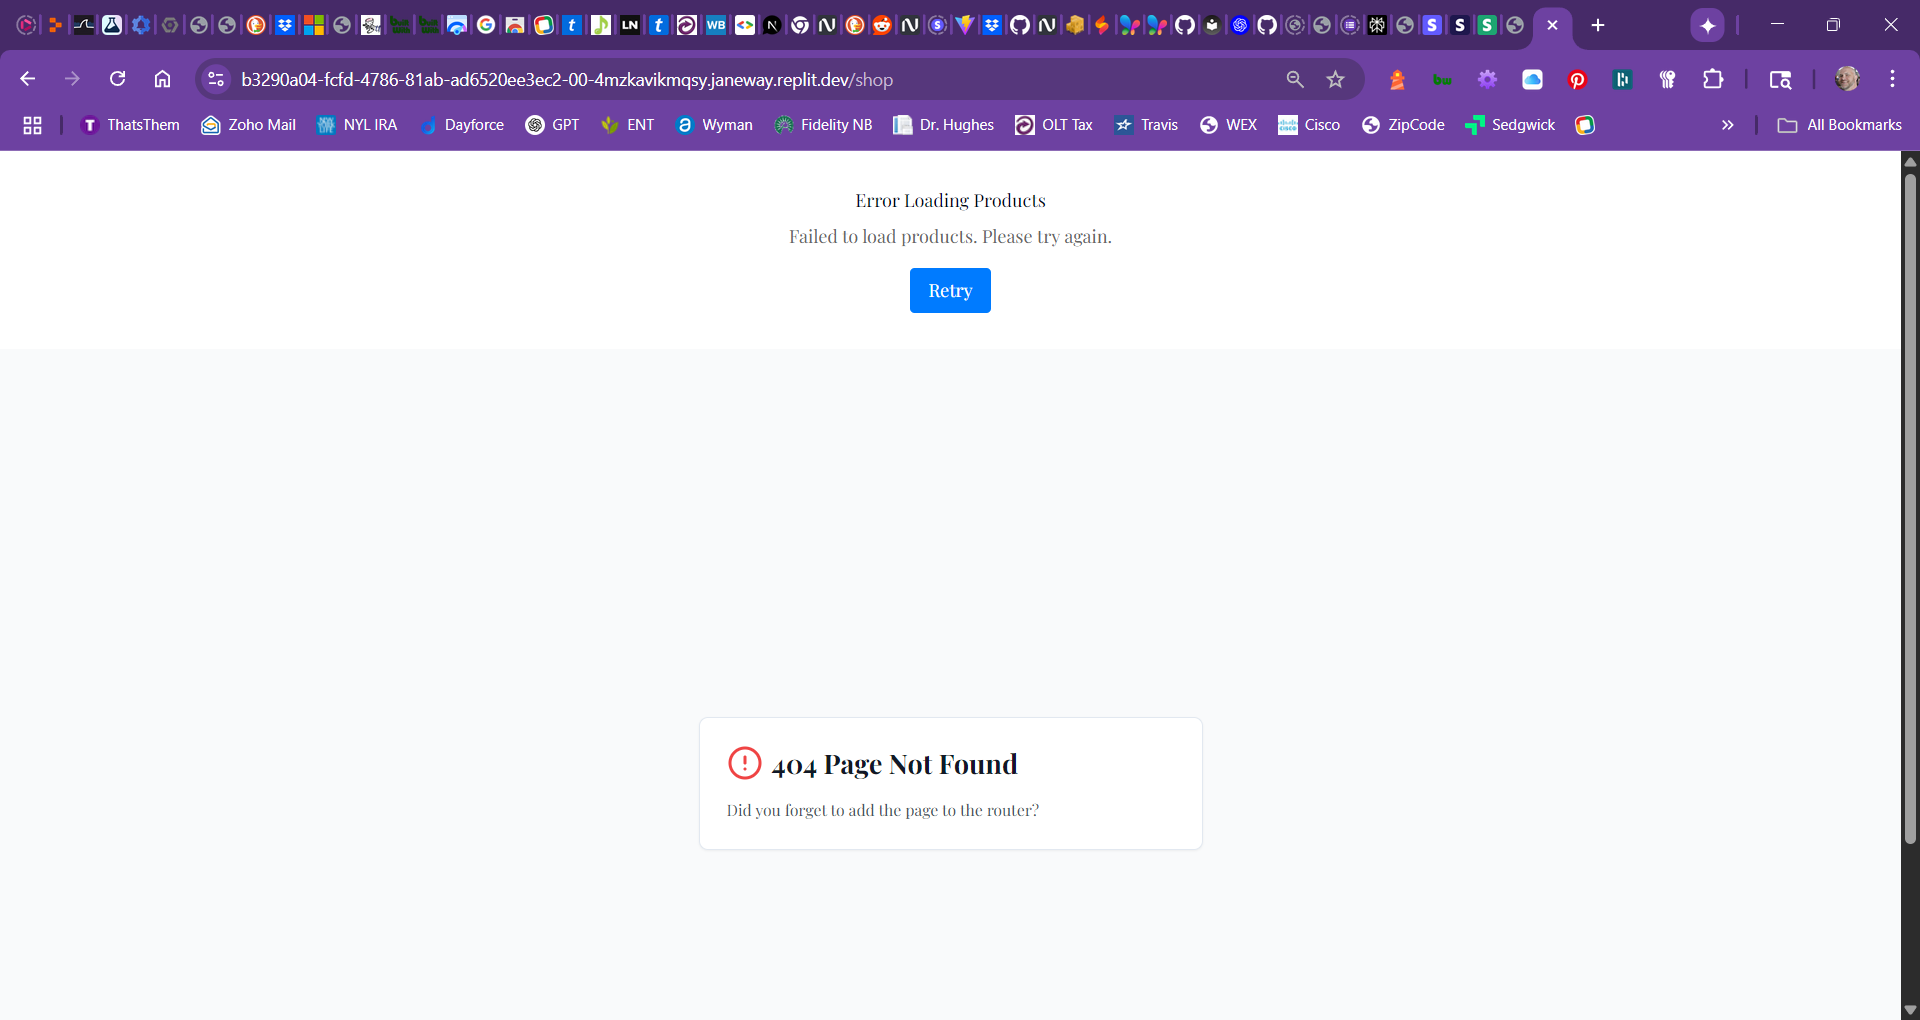 b3290a04-fcfd-4786-81ab-ad6520ee3ec2-00-4mzkavikmqsy.janeway.replit.dev/shop
ThatsThem
Zoho Mail
NYL IRA
Dayforce
GPT
ENT
Wyman
Fidelity NB
Dr. Hughes
OLT Tax
Travis
WEX
Cisco
ZipCode
Sedgwick
All Bookmarks
Error Loading Products
Failed to load products. Please try again.
Retry
404 Page Not Found
Did you forget to add the page to the router?